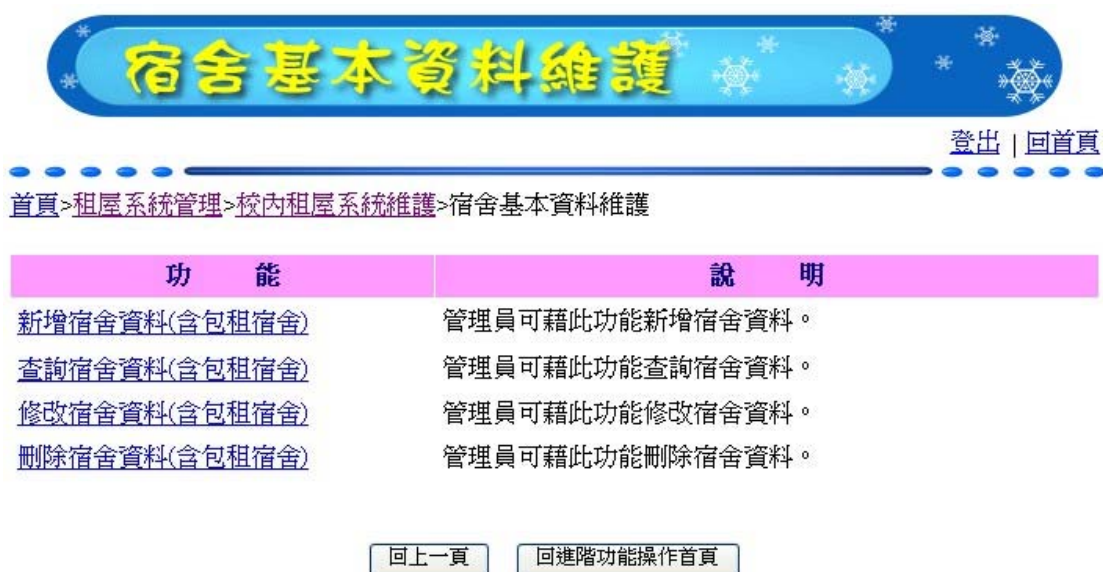 宿舍基本資料維護
登出 | 回首頁
首頁>租屋系統管理>校內租屋系統維護>宿舍基本資料維護
功 能 說 明
新增宿舍資料(含包租宿舍) 管理員可藉此功能新增宿舍資料。
查詢宿舍資料(含包租宿舍) 管理員可藉此功能查詢宿舍資料。
修改宿舍資料(含包租宿舍) 管理員可藉此功能修改宿舍資料。
刪除宿舍資料(含包租宿舍) 管理員可藉此功能刪除宿舍資料。
回上一頁 回進階功能操作首頁